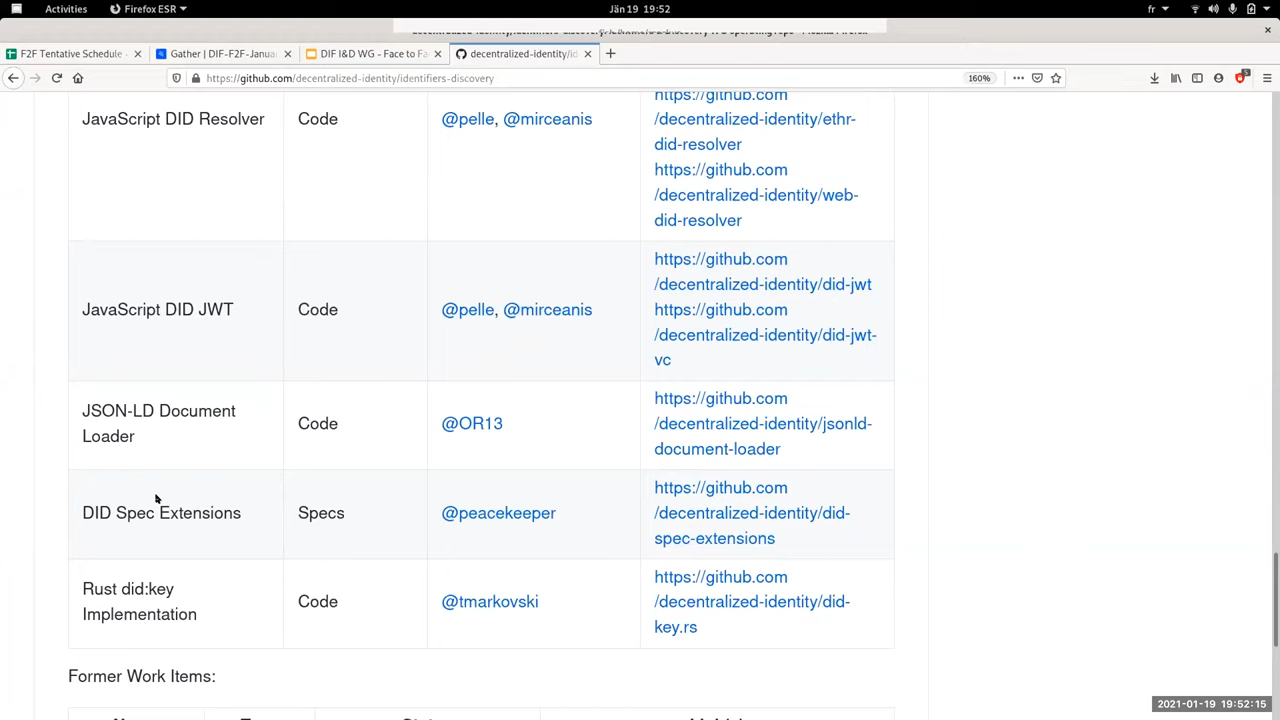 Activities
Firefox ESR
Jän 19 19:52
fr
F2F Tentative Schedule -
Gather | DIF-F2F-Janua
DIF I&D WG - Face to Fa
decentralized-identity/id
https://github.com/decentralized-identity/identifiers-discovery
160%
JavaScript DID Resolver
Code
@pelle, @mirceanis
https://github.com
/decentralized-identity/ethr-
did-resolver
https://github.com
/decentralized-identity/web-
did-resolver
JavaScript DID JWT
Code
@pelle, @mirceanis
https://github.com
/decentralized-identity/did-jwt
https://github.com
/decentralized-identity/did-jwt-
vc
JSON-LD Document
Loader
Code
@OR13
https://github.com
/decentralized-identity/jsonld-
document-loader
DID Spec Extensions
Specs
@peacekeeper
https://github.com
/decentralized-identity/did-
spec-extensions
Rust did:key
Implementation
Code
@tmarkovski
https://github.com
/decentralized-identity/did-
key.rs
Former Work Items:
2021-01-19 19:52:15